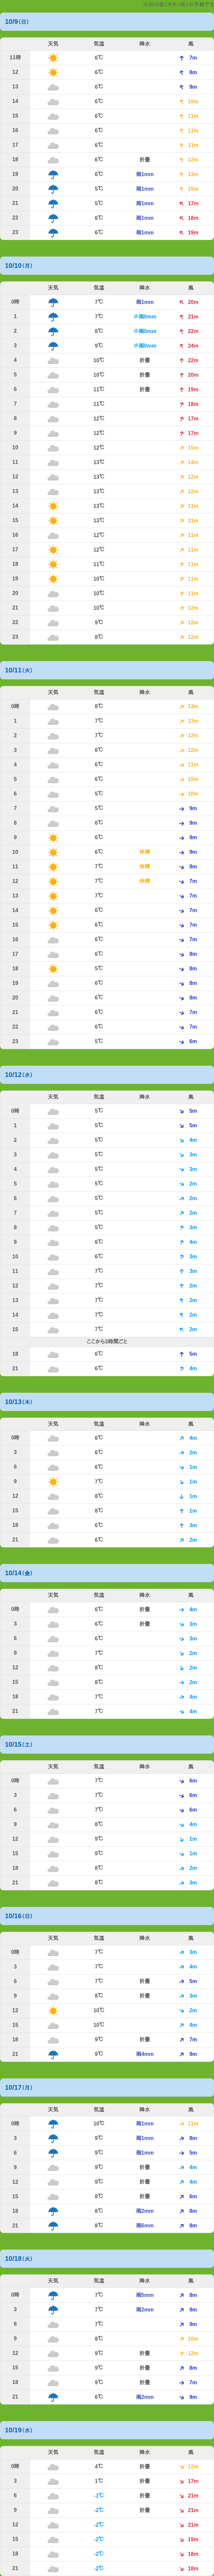 10/9(日)
天気 気温 降水 風
11時 6℃ 7m
12 6℃ 8m
13 6℃ 9m
14 6℃ 10m
15 6℃ 11m
16 6℃ 11m
17 6℃ 11m
18 6℃ 折畳 12m
19 6℃ 雨1mm 13m
20 5℃ 雨1mm 15m
21 5℃ 雨1mm 17m
22 6℃ 雨1mm 18m
23 6℃ 雨1mm 19m
10/10(月)
天気 気温 降水 風
0時 7℃ 雨1mm 20m
1 7℃ 小雨0mm 21m
2 8℃ 小雨0mm 22m
3 9℃ 小雨0mm 24m
4 10℃ 折畳 22m
5 10℃ 折畳 20m
6 11℃ 折畳 19m
7 11℃ 18m
8 12℃ 17m
9 12℃ 17m
10 12℃ 15m
11 13℃ 14m
12 13℃ 12m
13 13℃ 12m
14 13℃ 11m
15 13℃ 11m
16 12℃ 11m
17 12℃ 11m
18 11℃ 11m
19 10℃ 11m
20 10℃ 11m
21 10℃ 12m
22 9℃ 12m
23 8℃ 12m
10/11(火)
天気 気温 降水 風
0時 8℃ 13m
1 7℃ 13m
2 7℃ 12m
3 6℃ 12m
4 6℃ 11m
5 6℃ 10m
6 5℃ 10m
7 5℃ 9m
8 6℃ 9m
9 6℃ 9m
10 6℃ 9m
11 7℃ 8m
12 7℃ 7m
13 7℃ 7m
14 6℃ 7m
15 6℃ 7m
16 6℃ 7m
17 6℃ 8m
18 5℃ 8m
19 6℃ 8m
20 6℃ 8m
21 6℃ 7m
22 6℃ 7m
23 5℃ 6m
10/12(水)
天気 気温 降水 風
0時 5℃ 5m
1 5℃ 5m
2 5℃ 4m
3 5℃ 3m
4 5℃ 3m
5 5℃ 2m
6 5℃ 2m
7 5℃ 2m
8 5℃ 3m
9 6℃ 4m
10 6℃ 3m
11 7℃ 3m
12 7℃ 2m
13 7℃ 2m
14 7℃ 2m
15 7℃ 2m
ここから3時間ごと
18 6℃ 5m
21 6℃ 4m
10/13(木)
天気 気温 降水 風
0時 6℃ 4m
3 6℃ 2m
6 6℃ 1m
9 7℃ 1m
12 8℃ 1m
15 8℃ 1m
18 8℃ 3m
21 8℃ 2m
10/14(金)
天気 気温 降水 風
0時 6℃ 折畳 4m
3 6℃ 折畳 3m
6 6℃ 3m
9 7℃ 2m
12 8℃ 2m
15 8℃ 2m
18 7℃ 4m
21 7℃ 4m
10/15(土)
天気 気温 降水 風
0時 7℃ 6m
3 7℃ 6m
6 7℃ 6m
9 8℃ 4m
12 9℃ 1m
15 9℃ 1m
18 8℃ 2m
21 8℃ 3m
10/16(日)
天気 気温 降水 風
0時 7℃ 3m
3 7℃ 4m
6 7℃ 折畳 5m
9 8℃ 折畳 3m
12 10℃ 2m
15 10℃ 4m
18 9℃ 折畳 7m
21 9℃ 雨4mm 9m
10/17(月)
天気 気温 降水 風
0時 10℃ 雨1mm 11m
3 9℃ 雨1mm 8m
6 9℃ 雨1mm 5m
9 9℃ 折畳 4m
12 9℃ 折畳 4m
15 8℃ 折畳 6m
18 8℃ 雨2mm 8m
21 8℃ 雨6mm 8m
10/18(火)
天気 気温 降水 風
0時 7℃ 雨5mm 8m
3 7℃ 雨2mm 9m
6 7℃ 9m
9 8℃ 10m
12 9℃ 折畳 12m
15 9℃ 折畳 8m
18 9℃ 折畳 7m
21 6℃ 雨2mm 9m
10/19(水)
天気 気温 降水 風
0時 4℃ 折畳 12m
3 1℃ 折畳 17m
6 -1℃ 折畳 21m
9 -2℃ 折畳 21m
12 -2℃ 21m
15 -2℃ 19m
18 -2℃ 18m
21 -2℃ 18m